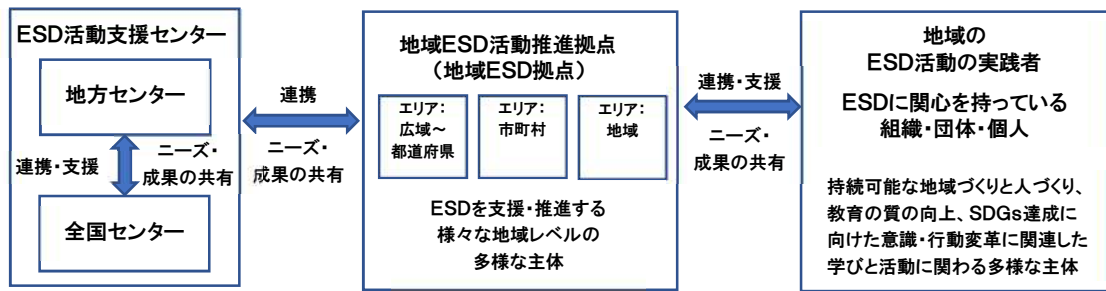 ESD活動支援センター
地方センター
連携・支援
ニーズ・
成果の共有
全国センター
連携
ニーズ・
成果の共有
地域ESD活動推進拠点
（地域ESD拠点）
エリア：
広域～
都道府県
エリア：
市町村
エリア：
地域
ESDを支援・推進する
様々な地域レベルの
多様な主体
連携・支援
ニーズ・
成果の共有
地域の
ESD活動の実践者
ESDに関心を持っている
組織・団体・個人
持続可能な地域づくりと人づくり、
教育の質の向上、SDGs達成に
向けた意識・行動変革に関連した
学びと活動に関わる多様な主体